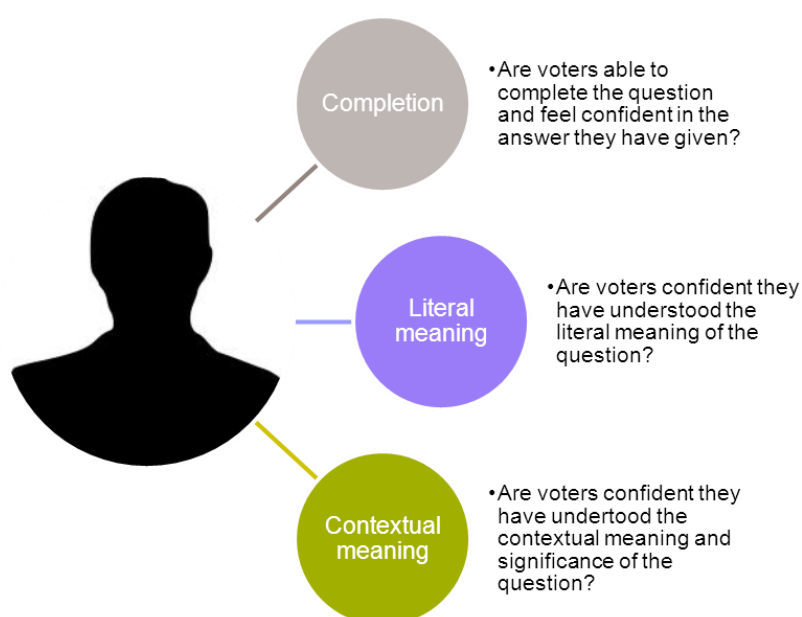 Completion
•Are voters able to
complete the question
and feel confident in the
answer they have given?
Literal
meaning
•Are voters confident they
have understood the
literal meaning of the
question?
Contextual
meaning
•Are voters confident they
have undertood the
contextual meaning and
significance of the
question?